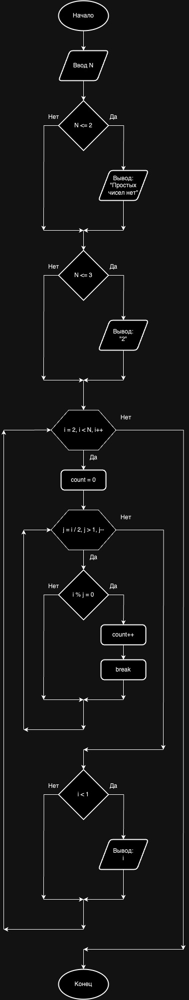 Начало
Ввод N
Нет
Да
N <= 2
Вывод:
"Простых
чисел нет"
Нет
Да
N <= 3
Вывод:
"2"
Нет
i = 2, i < N, i++
Да
count = 0
Нет
j = i / 2, j > 1, j--
Да
Нет
Да
i % j = 0
count++
break
Нет
Да
i < 1
Вывод:
i
Конец